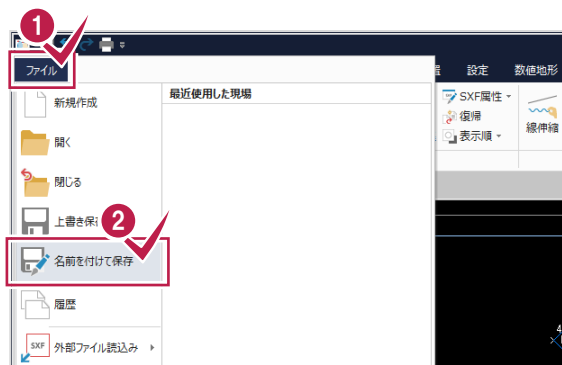 1
ファイル
設定
数値地形
新規作成
最近使用した現場
SXF属性
開く
復帰
線伸縮
表示順
閉じる
上書き保
2
名前を付けて保存
履歴
SXF
外部ファイル読込み
4